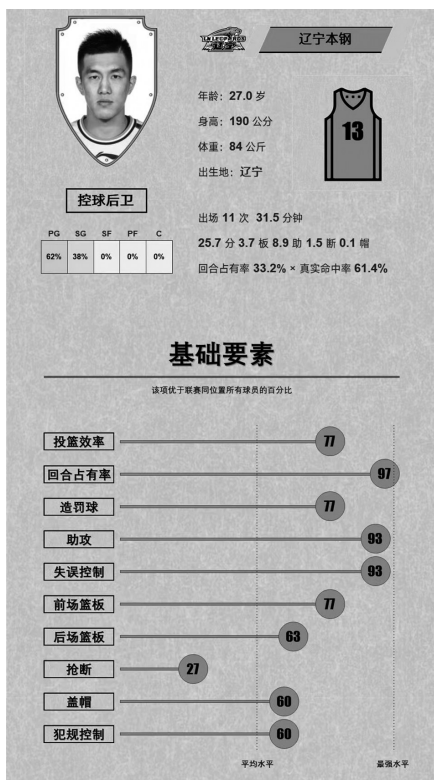 辽宁本钢
年龄: 27.0 岁
身高: 190 公分
体重: 84 公斤
出生地: 辽宁
13
控球后卫
PG SG SF PF C
62% 38% 0% 0% 0%
出场 11 次 31.5 分钟
25.7 分 3.7 板 8.9 助 1.5 断 0.1 帽
回合占有率 33.2% × 真实命中率 61.4%
基础要素
该项优于联赛同位置所有球员的百分比
投篮效率 77
回合占有率 97
造罚球 77
助攻 93
失误控制 93
前场篮板 77
后场篮板 63
抢断 27
盖帽 60
犯规控制 60
平均水平 最强水平